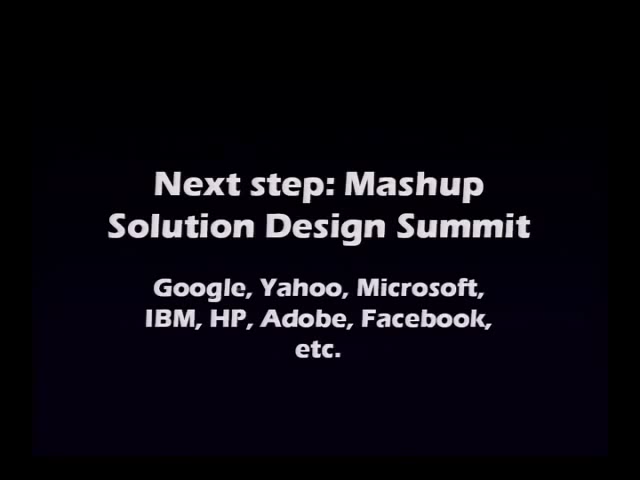 Next step: Mashup
Solution Design Summit
Google, Yahoo, Microsoft,
IBM, HP, Adobe, Facebook,
etc.